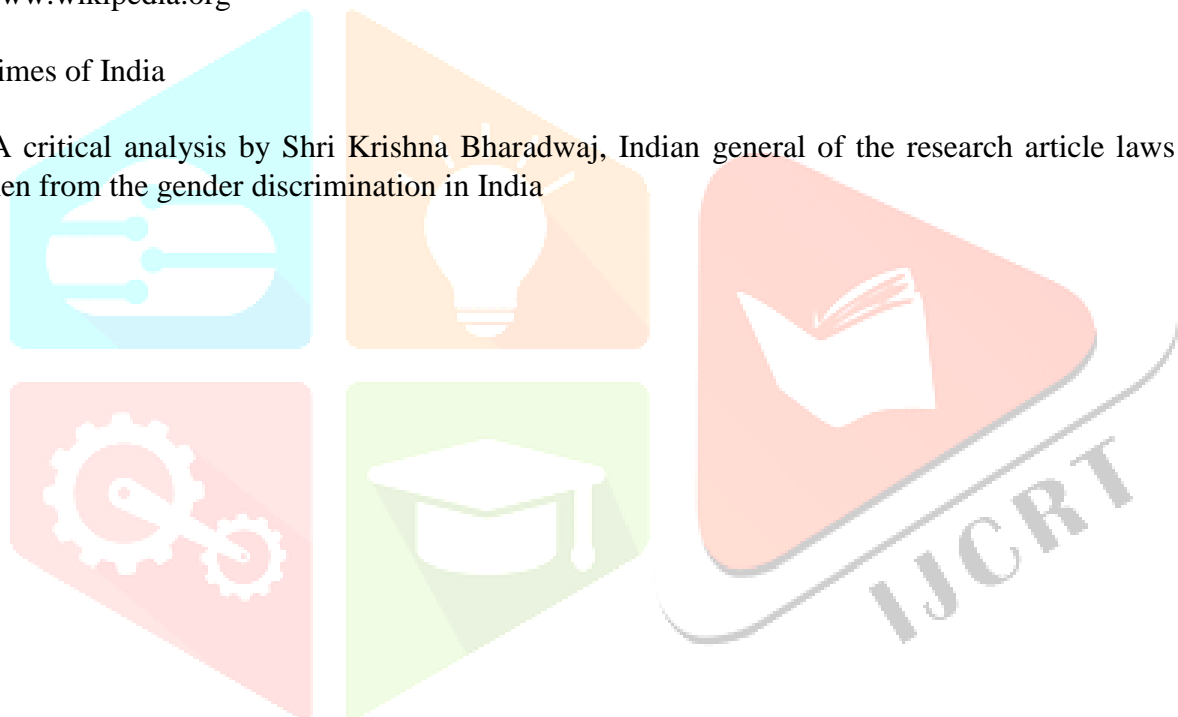 ww.wikipedia.org
imes of India
A critical analysis by Shri Krishna Bharadwaj, Indian general of the research article laws
en from the gender discrimination in India
IJCRT